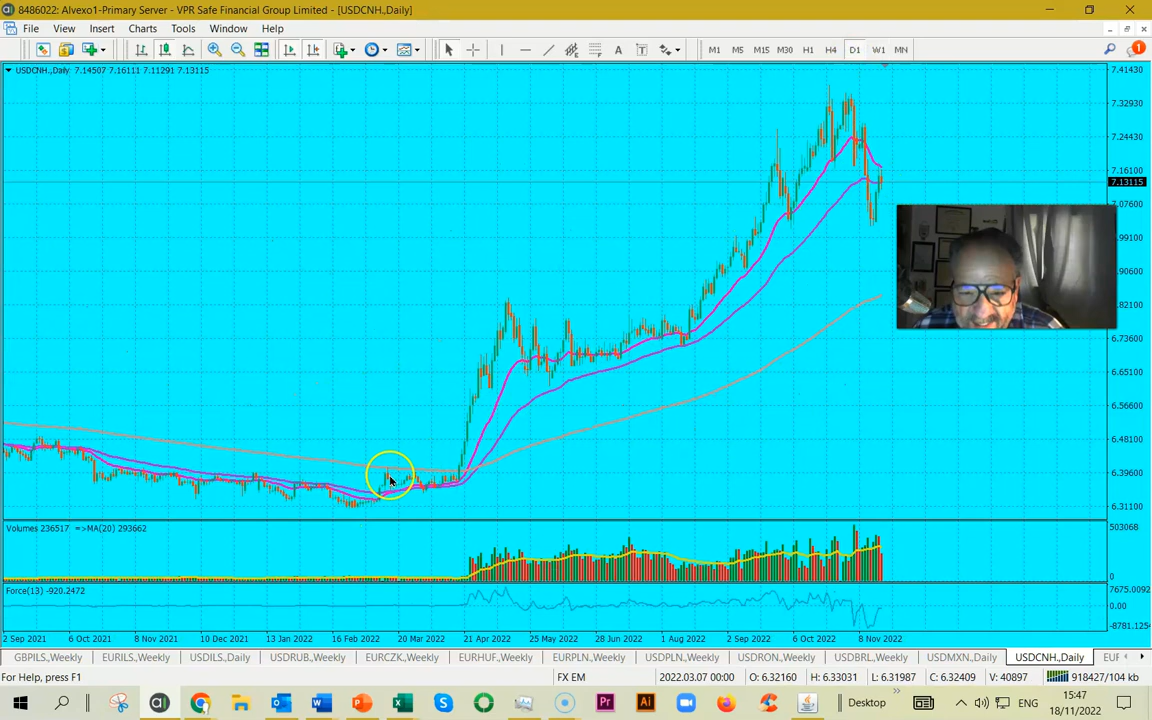 8486022: Alvexo1-Primary Server - VPR Safe Financial Group Limited - [USDCNH.,Daily]
File View Insert Charts Tools Window Help
M1 M5 M15 M30 H1 H4 D1 W1 MN
1
USDCNH.,Daily 7.14507 7.16111 7.11291 7.13115
7.41430
7.32930
7.24430
7.16100
7.13115
7.07600
6.99100
6.90600
6.82100
6.73600
6.65100
6.56600
6.48100
6.39600
6.31100
Volumes 236517 =>MA(20) 293662
503068
0
Force(13) -920.2472
7675.0092
0.00
-8781.125
2 Sep 2021 6 Oct 2021 8 Nov 2021 10 Dec 2021 13 Jan 2022 16 Feb 2022 20 Mar 2022 21 Apr 2022 25 May 2022 28 Jun 2022 1 Aug 2022 2 Sep 2022 6 Oct 2022 8 Nov 2022
GBPILS.,Weekly EURILS.,Weekly USDILS.,Daily USDRUB.,Weekly EURCZK.,Weekly EURHUF.,Weekly EURPLN.,Weekly USDPLN.,Weekly USDRON.,Weekly USDBRL.,Weekly USDMXN.,Daily USDCNH.,Daily EUF
For Help, press F1 FX EM 2022.03.07 00:00 O: 6.32160 H: 6.33031 L: 6.31987 C: 6.32409 V: 40897 918427/104 kb
Desktop 15:47
18/11/2022